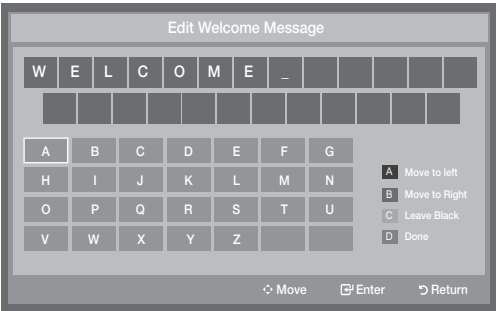 Edit Welcome Message
W E L C O M E _
A B C D E F G
H I J K L M N
O P Q R S T U
V W X Y Z
A Move to left
B Move to Right
C Leave Black
D Done
Move Enter Return